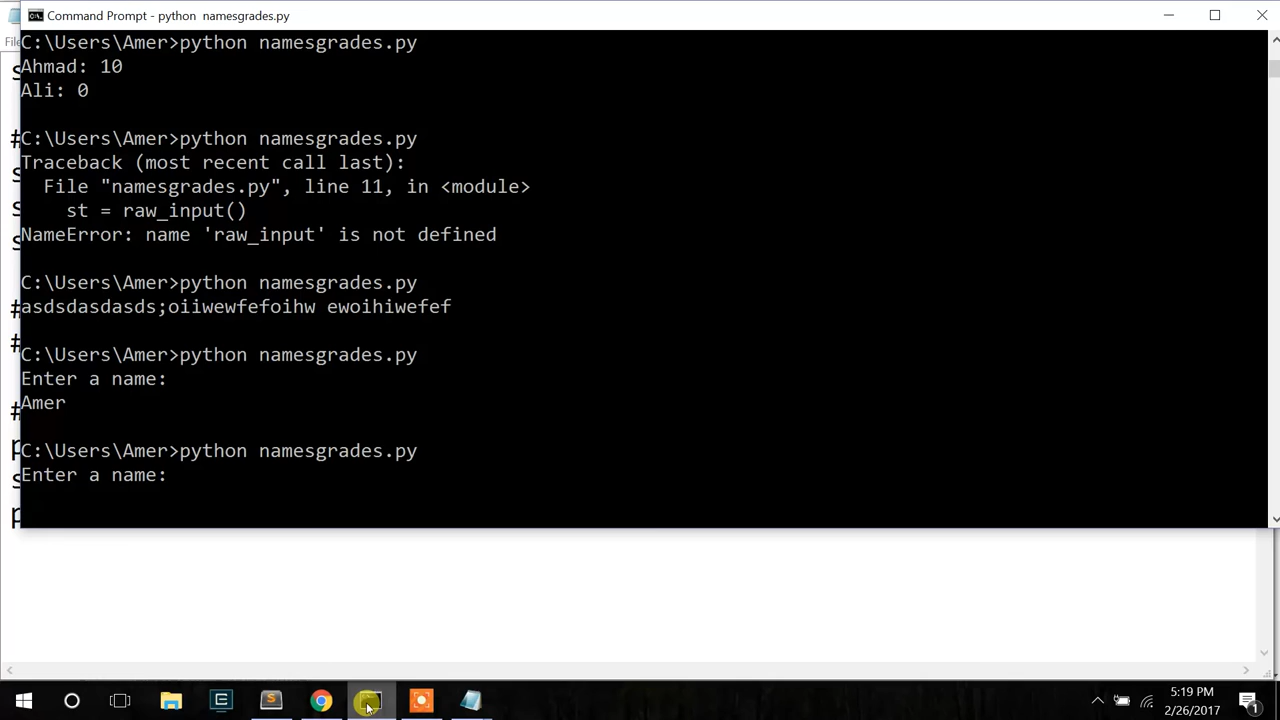 Command Prompt - python  namesgrades.py
C:\Users\Amer>python namesgrades.py
Ahmad: 10
Ali: 0
C:\Users\Amer>python namesgrades.py
Traceback (most recent call last):
  File "namesgrades.py", line 11, in <module>
    st = raw_input()
NameError: name 'raw_input' is not defined
C:\Users\Amer>python namesgrades.py
asdsdasdasds;oiiwewfefoihw ewoihiwefef
C:\Users\Amer>python namesgrades.py
Enter a name:
Amer
C:\Users\Amer>python namesgrades.py
Enter a name:
5:19 PM
2/26/2017